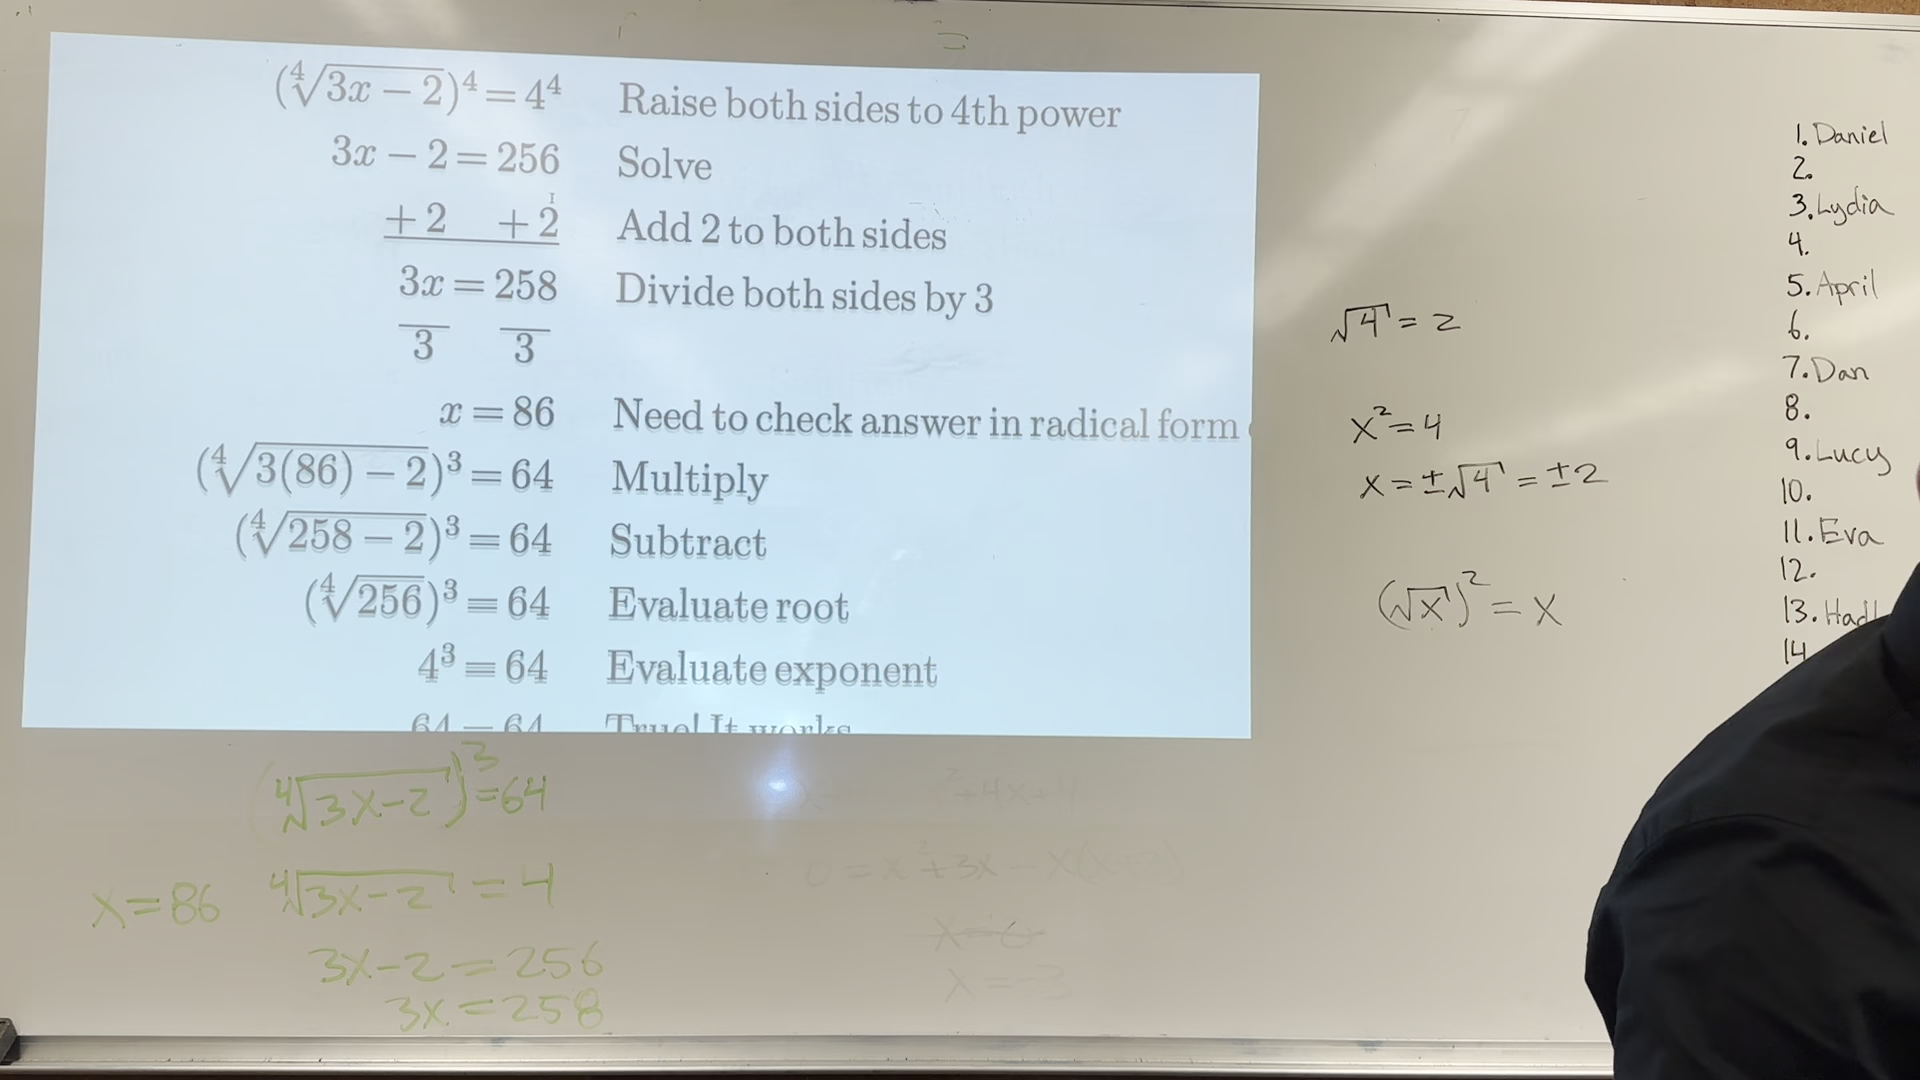 (∜3x − 2)⁴ = 4⁴ Raise both sides to 4th power
3x − 2 = 256 Solve
+ 2 + 2 Add 2 to both sides
3x = 258 Divide both sides by 3
3 3
x = 86 Need to check answer in radical form
(∜3(86) − 2)³ = 64 Multiply
(∜258 − 2)³ = 64 Subtract
(∜256)³ = 64 Evaluate root
4³ = 64 Evaluate exponent
64 = 64 True! It works
(∜3x-2)³ = 64
∜3x-2 = 4
x = 86
3x-2 = 256
3x = 258
√4 = 2
x² = 4
x = ±√4 = ±2
(√x)² = x
1. Daniel
2.
3. Lydia
4.
5. April
6.
7. Dan
8.
9. Lucy
10.
11. Eva
12.
13.
14